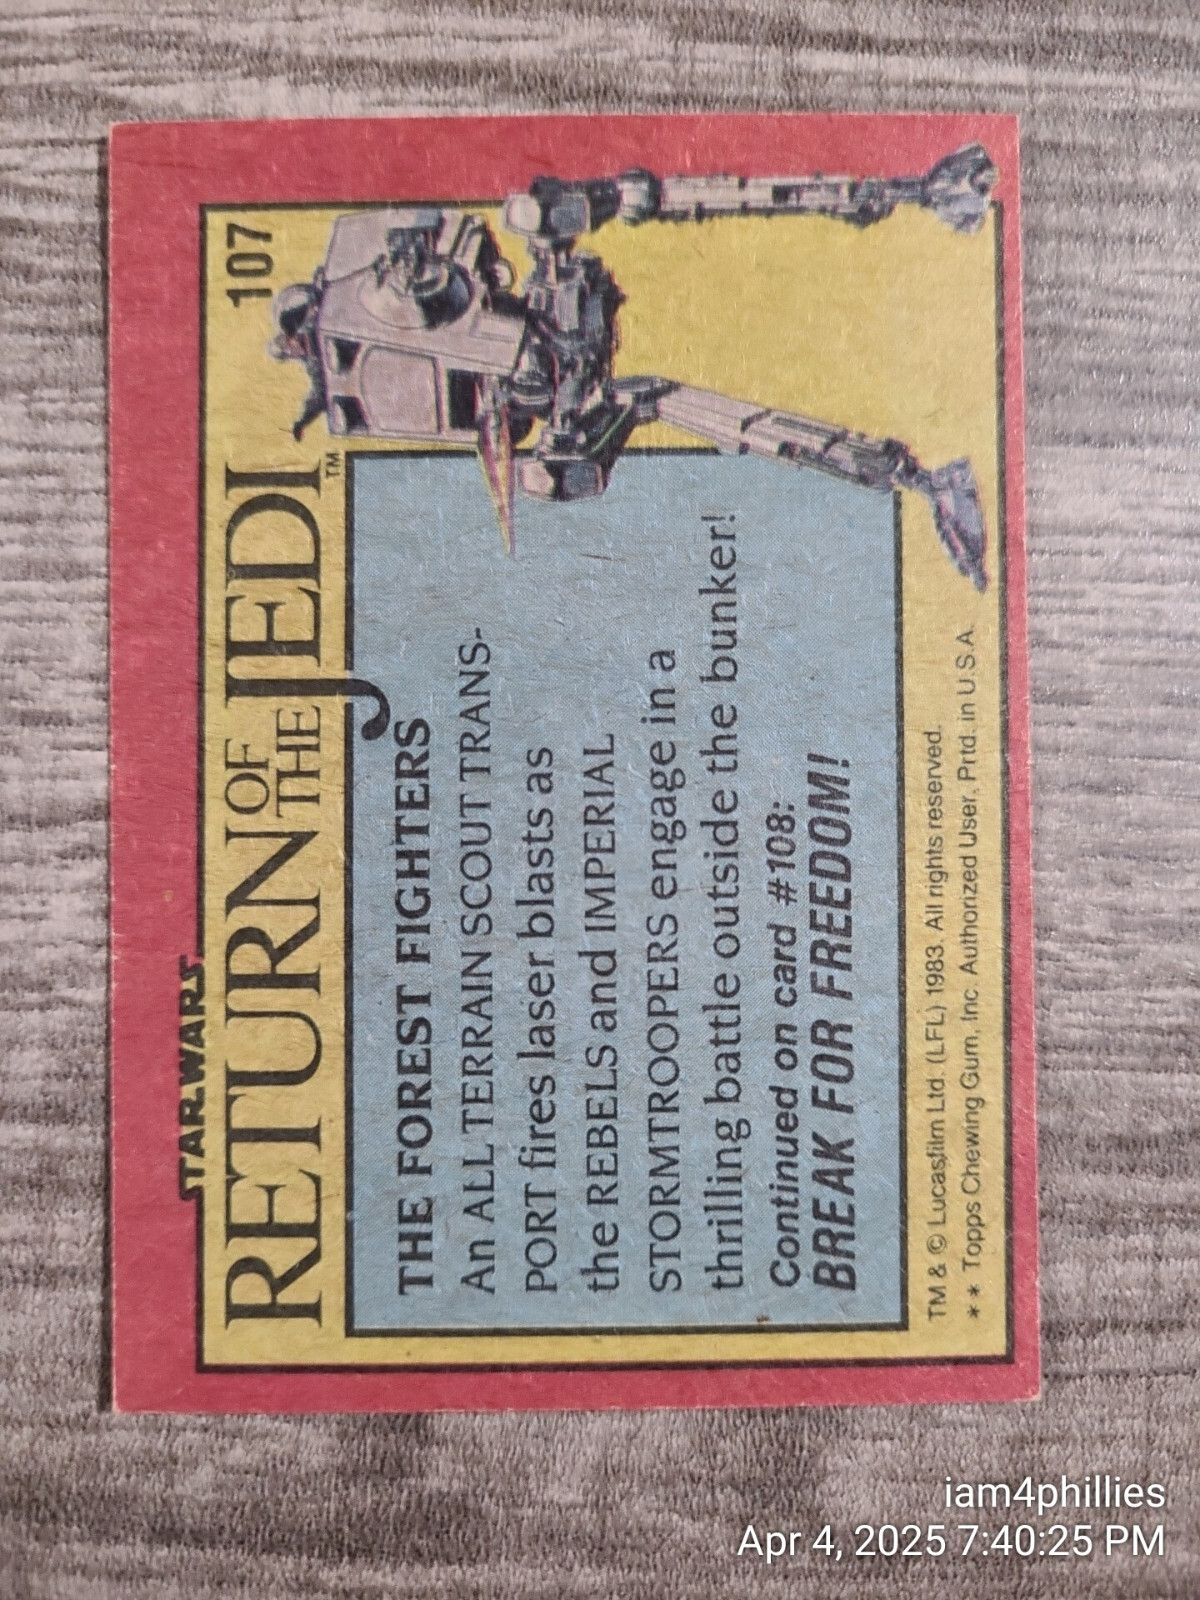 STAR.WARS
RETURN OF THE JEDI™
107
THE FOREST FIGHTERS
An ALL TERRAIN SCOUT TRANS-
PORT fires laser blasts as
the REBELS and IMPERIAL
STORMTROOPERS engage in a
thrilling battle outside the bunker!
Continued on card #108:
BREAK FOR FREEDOM!
TM & © Lucasfilm Ltd. (LFL) 1983. All rights reserved.
** Topps Chewing Gum, Inc. Authorized User, Prtd. in U.S.A.
iam4phillies
Apr 4, 2025 7:40:25 PM